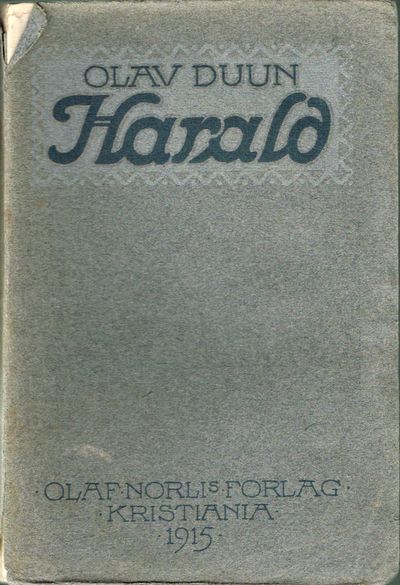 OLAV DUUN
Harald
·OLAF·NORLIS·FORLAG·
·KRISTIANIA·
·1915·